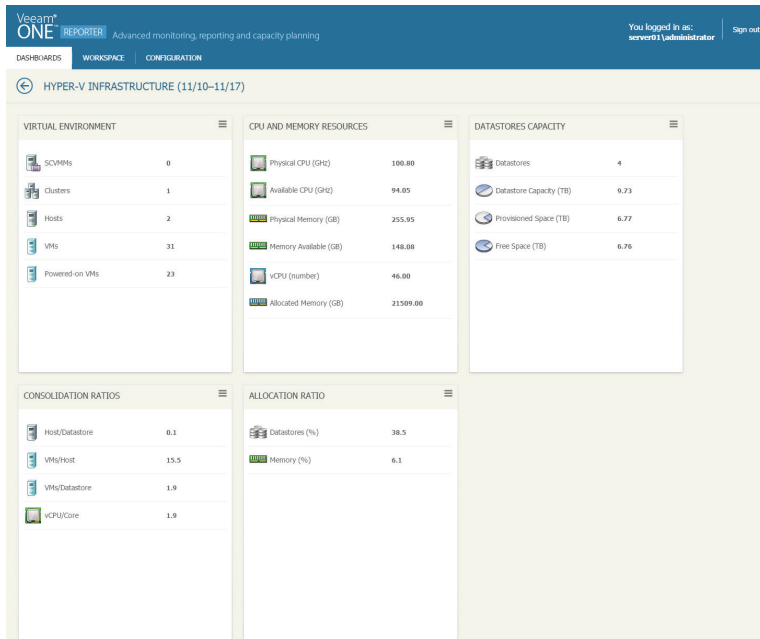 Veeam®
ONE™ REPORTER Advanced monitoring, reporting and capacity planning
You logged in as:
server01\administrator
Sign out
DASHBOARDS WORKSPACE CONFIGURATION
HYPER-V INFRASTRUCTURE (11/10–11/17)
VIRTUAL ENVIRONMENT
SCVMMs 0
Clusters 1
Hosts 2
VMs 31
Powered-on VMs 23
CPU AND MEMORY RESOURCES
Physical CPU (GHz) 100.80
Available CPU (GHz) 94.05
Physical Memory (GB) 255.95
Memory Available (GB) 148.08
vCPU (number) 46.00
Allocated Memory (GB) 21509.00
DATASTORES CAPACITY
Datastores 4
Datastore Capacity (TB) 9.73
Provisioned Space (TB) 6.77
Free Space (TB) 6.76
CONSOLIDATION RATIOS
Host/Datastore 0.1
VMs/Host 15.5
VMs/Datastore 1.9
vCPU/Core 1.9
ALLOCATION RATIO
Datastores (%) 38.5
Memory (%) 6.1